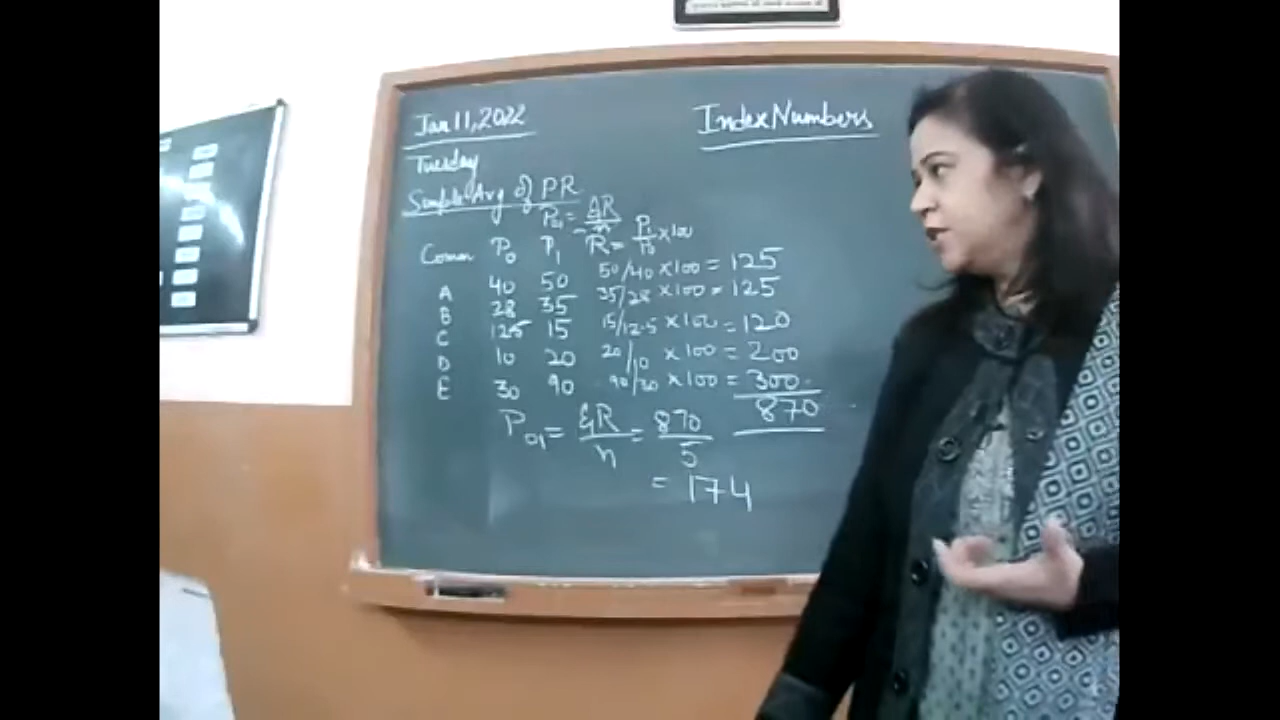 Jan 11, 2022
Index Numbers
Tuesday
Simple Avg of PR
P01 = ΣR/n
Comm P0 P1 R = P1/P0 × 100
A 40 50 50/40 × 100 = 125
B 28 35 35/28 × 100 = 125
C 12.5 15 15/12.5 × 100 = 120
D 10 20 20/10 × 100 = 200
E 30 90 90/30 × 100 = 300
870
P01 = ΣR/n = 870/5
= 174